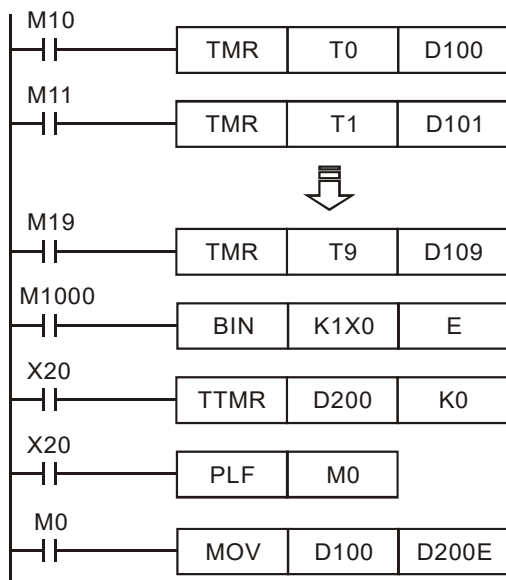 M10
TMR T0 D100
M11
TMR T1 D101
M19
TMR T9 D109
M1000
BIN K1X0 E
X20
TTMR D200 K0
X20
PLF M0
M0
MOV D100 D200E